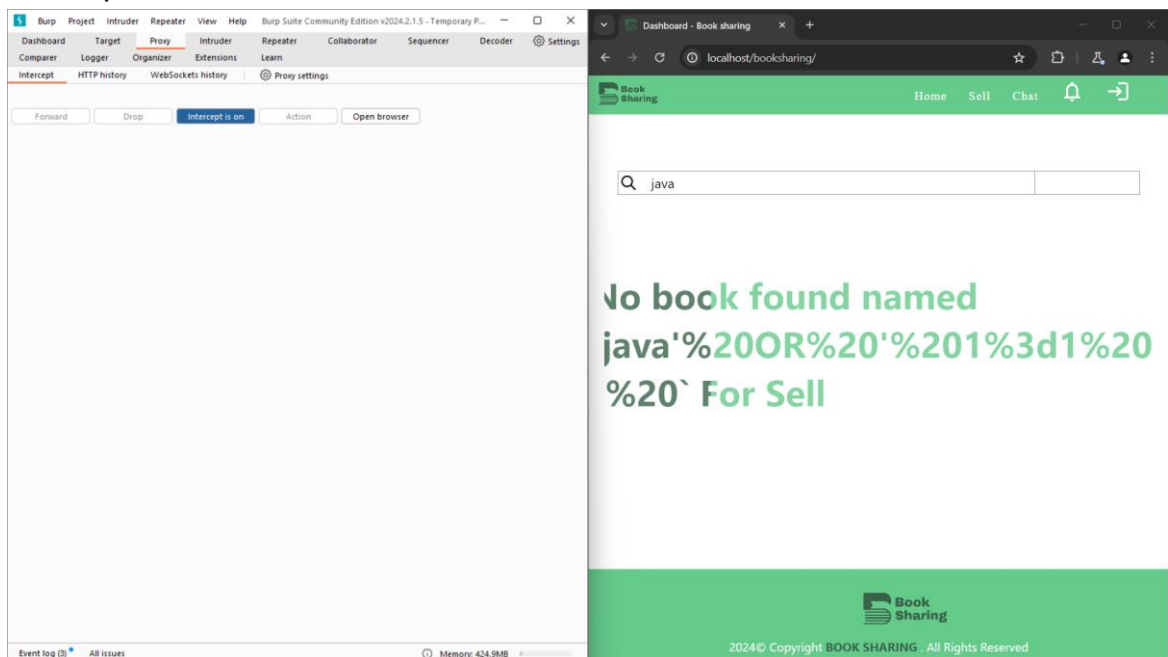 Burp Project Intruder Repeater View Help Burp Suite Community Edition v2024.2.1.5 - Temporary P...
Dashboard Target Proxy Intruder Repeater Collaborator Sequencer Decoder Settings
Comparer Logger Organizer Extensions Learn
Intercept HTTP history WebSockets history Proxy settings
Forward Drop Intercept is on Action Open browser
Event log (3) All issues Memory: 424.9MB
Dashboard - Book sharing
localhost/booksharing/
Book
Sharing
Home Sell Chat
java
No book found named
java'%20OR%20'%201%3d1%20
%20` For Sell
Book
Sharing
2024© Copyright BOOK SHARING . All Rights Reserved